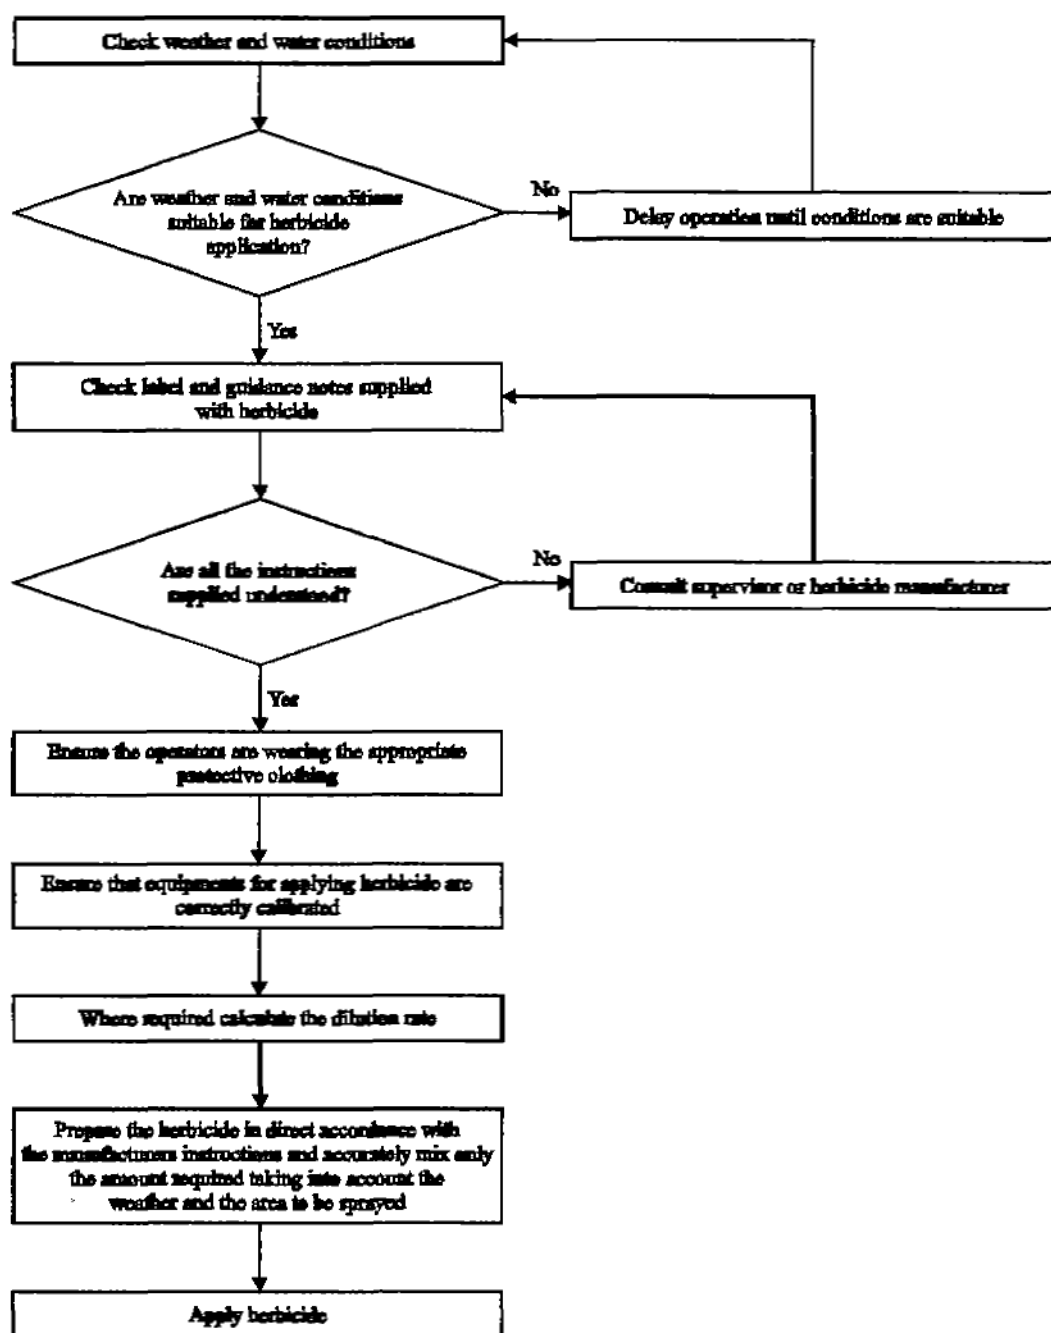 Check weather and water conditions
Are weather and water conditions
suitable for herbicide
application?
No
Delay operation until conditions are suitable
Yes
Check label and guidance notes supplied
with herbicide
Are all the instructions
supplied understood?
No
Consult supervisor or herbicide manufacturer
Yes
Ensure the operators are wearing the appropriate
protective clothing
Ensure that equipments for applying herbicide are
correctly calibrated
Where required calculate the dilution rate
Prepare the herbicide in direct accordance with
the manufacturers instructions and accurately mix only
the amount required taking into account the
weather and the area to be sprayed
Apply herbicide